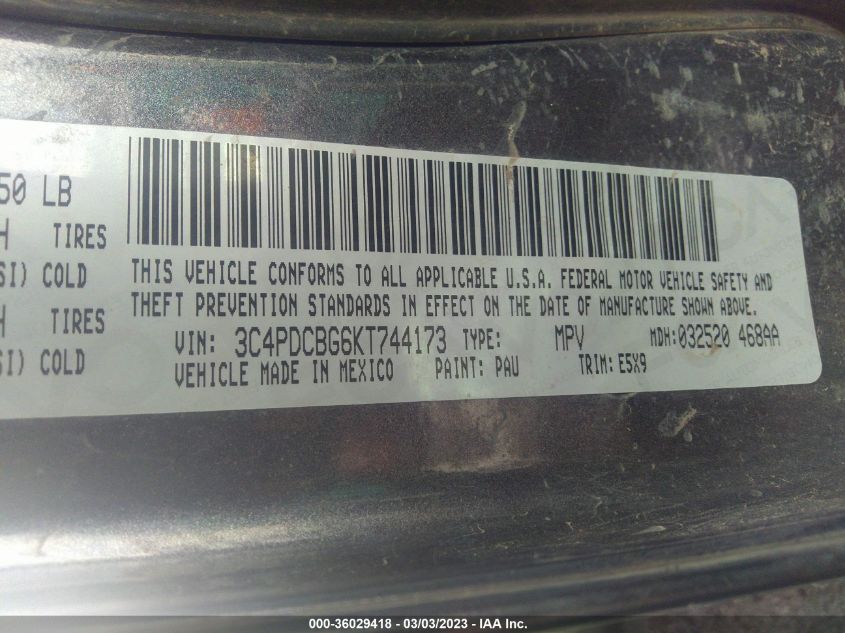 50 LB
H TIRES
SI) COLD
H TIRES
SI) COLD
THIS VEHICLE CONFORMS TO ALL APPLICABLE U.S.A. FEDERAL MOTOR VEHICLE SAFETY AND
THEFT PREVENTION STANDARDS IN EFFECT ON THE DATE OF MANUFACTURE SHOWN ABOVE.
VIN: 3C4PDCBG6KT744173 TYPE: MPV MDH:032520 468AA
VEHICLE MADE IN MEXICO PAINT: PAU TRIM: E5X9
000-36029418 - 03/03/2023 - IAA Inc.